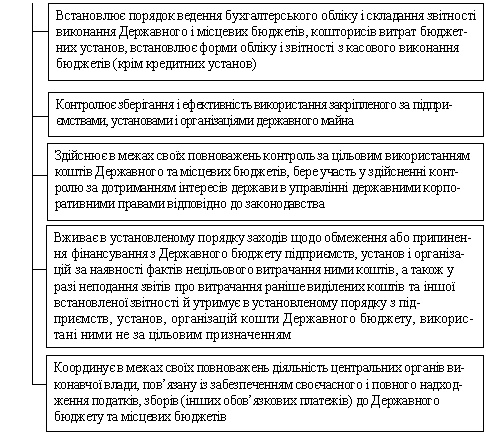 Встановлює порядок ведення бухгалтерського обліку і складання звітності
виконання Державного і місцевих бюджетів, кошторисів витрат бюджет-
них установ, встановлює форми обліку і звітності з касового виконання
бюджетів (крім кредитних установ)
Контролює зберігання і ефективність використання закріпленого за підпри-
ємствами, установами і організаціями державного майна
Здійснює в межах своїх повноважень контроль за цільовим використанням
коштів Державного та місцевих бюджетів, бере участь у здійсненні конт-
ролю за дотриманням інтересів держави в управлінні державними корпо-
ративними правами відповідно до законодавства
Вживає в установленому порядку заходів щодо обмеження або припинен-
ня фінансування з Державного бюджету підприємств, установ і організа-
цій за наявності фактів нецільового витрачання ними коштів, а також у
разі неподання звітів про витрачання раніше виділених коштів та іншої
встановленої звітності й утримує в установленому порядку з під-
приємств, установ, організацій кошти Державного бюджету, викорис-
тані ними не за цільовим призначенням
Координує в межах своїх повноважень діяльність центральних органів ви-
конавчої влади, пов’язану із забезпеченням своєчасного і повного надход-
ження податків, зборів (інших обов’язкових платежів) до Державного
бюджету та місцевих бюджетів